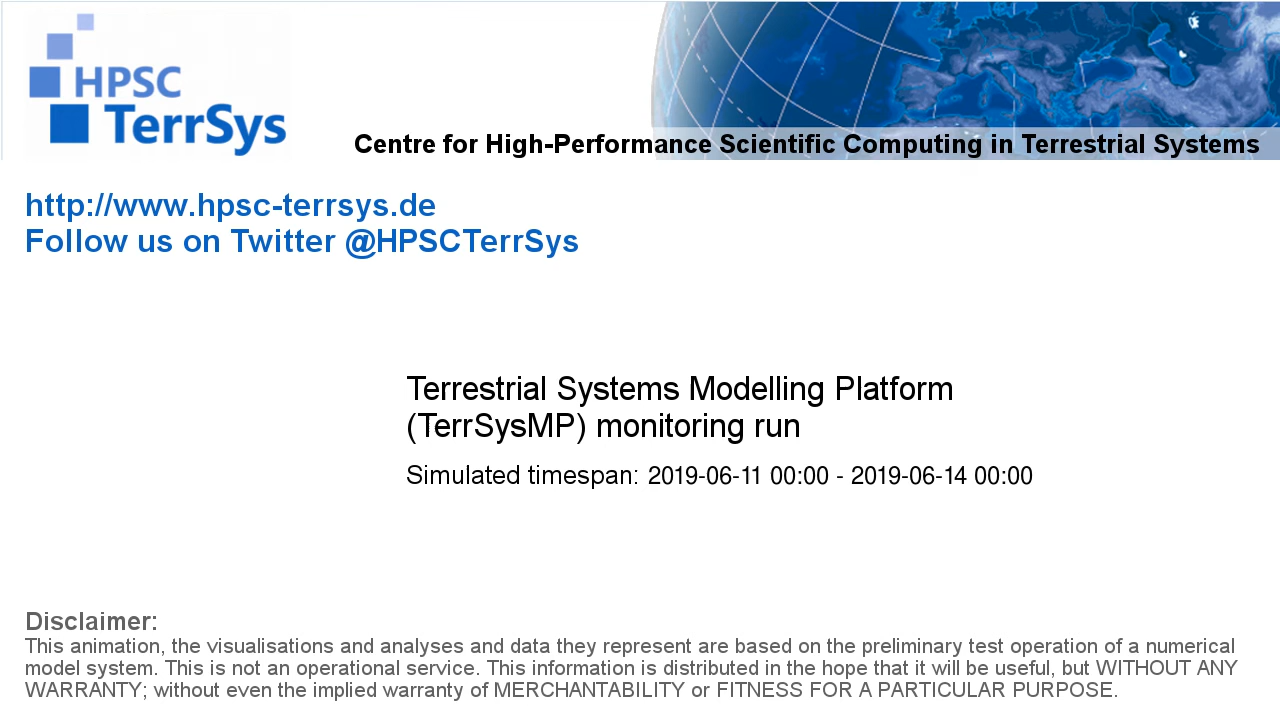 HPSC
TerrSys
Centre for High-Performance Scientific Computing in Terrestrial Systems
http://www.hpsc-terrsys.de
Follow us on Twitter @HPSCTerrSys
Terrestrial Systems Modelling Platform
(TerrSysMP) monitoring run
Simulated timespan: 2019-06-11 00:00 - 2019-06-14 00:00
Disclaimer:
This animation, the visualisations and analyses and data they represent are based on the preliminary test operation of a numerical
model system. This is not an operational service. This information is distributed in the hope that it will be useful, but WITHOUT ANY
WARRANTY; without even the implied warranty of MERCHANTABILITY or FITNESS FOR A PARTICULAR PURPOSE.